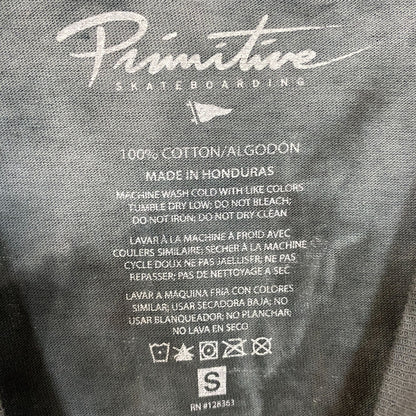 Primitive
SKATEBOARDING
100% COTTON/ALGODÓN
MADE IN HONDURAS
MACHINE WASH COLD WITH LIKE COLORS
TUMBLE DRY LOW; DO NOT BLEACH;
DO NOT IRON; DO NOT DRY CLEAN
LAVAR À LA MACHINE A FROID AVEC
COULERS SIMILAIRE; SÉCHER À LA MACHINE
CYCLE DOUX NE PAS JAELLISFR; NE PAS
REPASSER; PAS DE NETTOYAGE A SEC
LAVAR A MAQUINA FRIA CON COLORES
SIMILAR; USAR SECADORA BAJA; NO
USAR BLANQUEADOR; NO PLANCHAR;
NO LAVA EN SECO
S
RN #128363